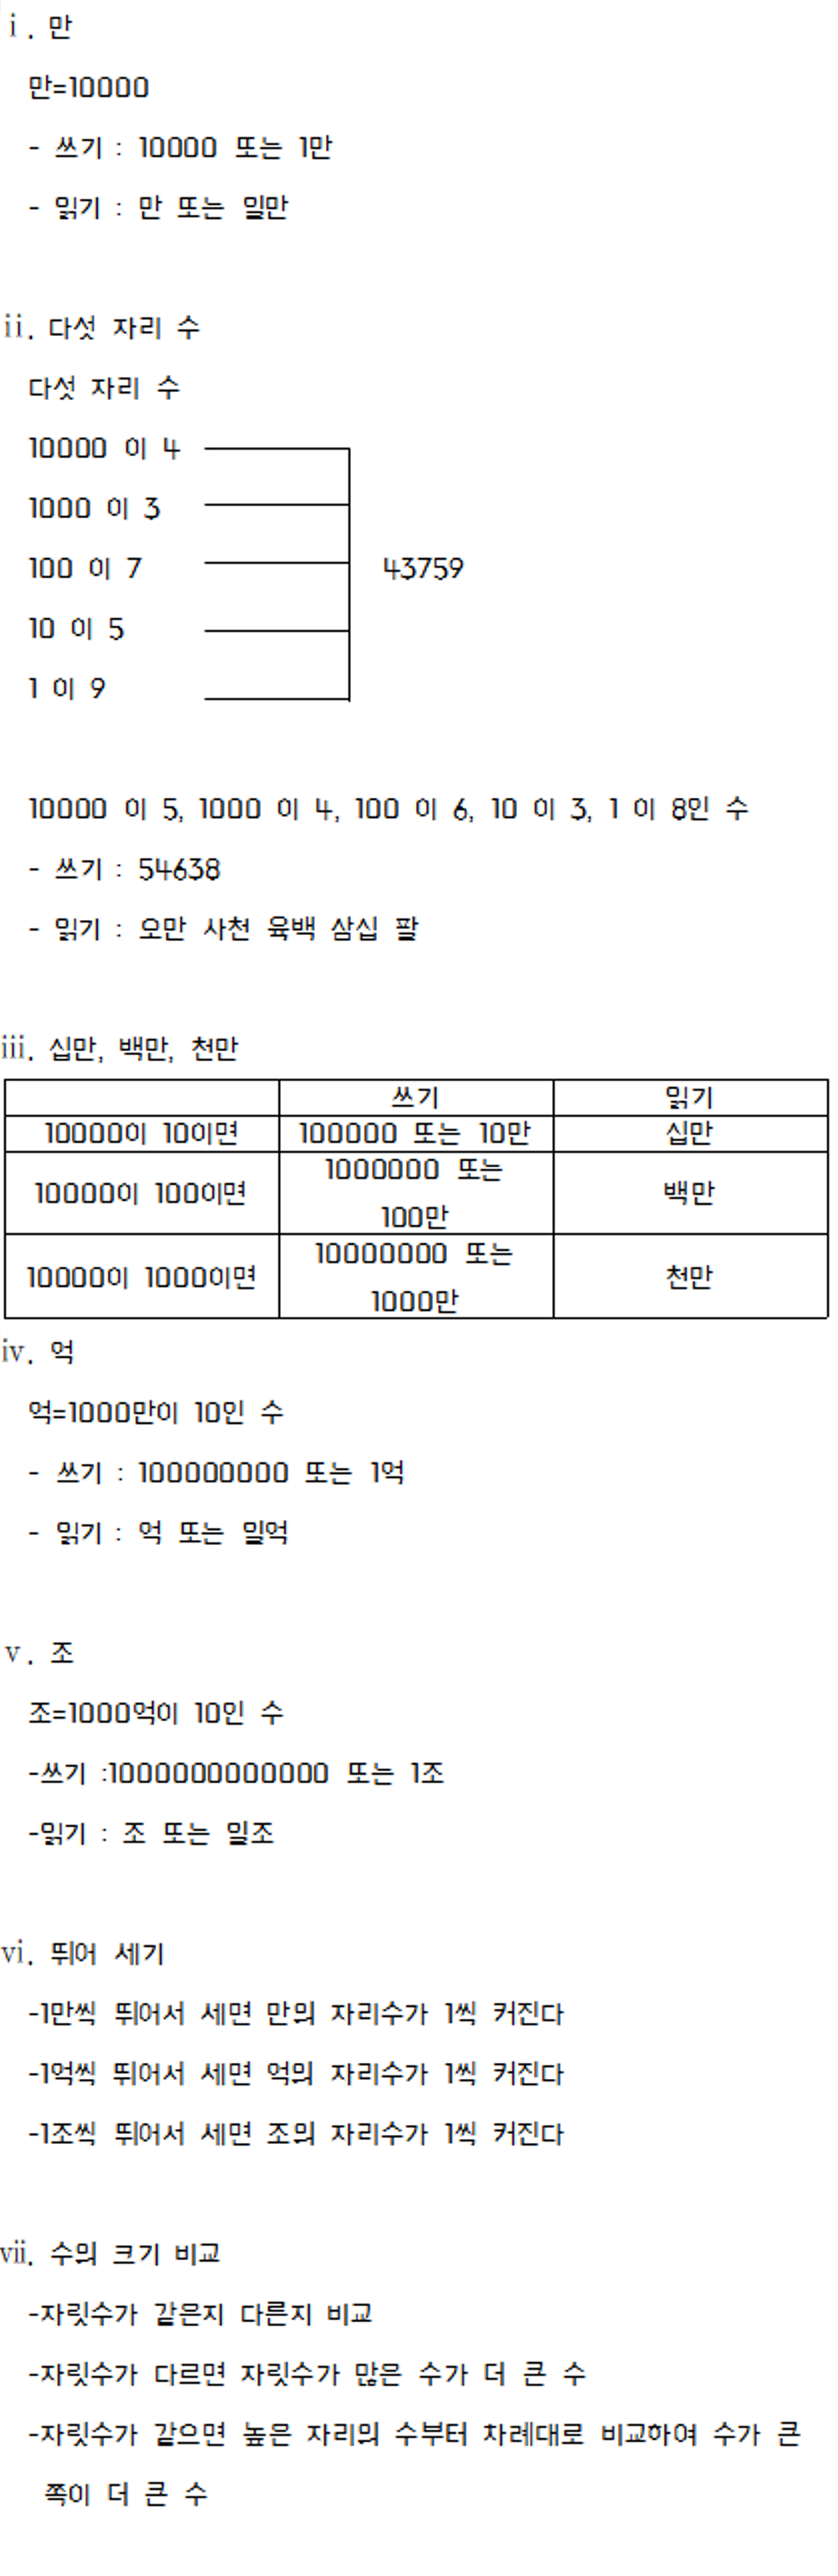 ⅰ. 만
만=10000
- 쓰기 : 10000 또는 1만
- 읽기 : 만 또는 일만
ⅱ. 다섯 자리 수
다섯 자리 수
10000 이 4
1000 이 3
100 이 7 43759
10 이 5
1 이 9
10000 이 5, 1000 이 4, 100 이 6, 10 이 3, 1 이 8인 수
- 쓰기 : 54638
- 읽기 : 오만 사천 육백 삼십 팔
ⅲ. 십만, 백만, 천만
쓰기 읽기
10000이 10이면 100000 또는 10만 십만
10000이 100이면 1000000 또는 100만 백만
10000이 1000이면 10000000 또는 1000만 천만
ⅳ. 억
억=1000만이 10인 수
- 쓰기 : 100000000 또는 1억
- 읽기 : 억 또는 일억
ⅴ. 조
조=1000억이 10인 수
-쓰기 :1000000000000 또는 1조
-읽기 : 조 또는 일조
ⅵ. 뛰어 세기
-1만씩 뛰어서 세면 만의 자리수가 1씩 커진다
-1억씩 뛰어서 세면 억의 자리수가 1씩 커진다
-1조씩 뛰어서 세면 조의 자리수가 1씩 커진다
ⅶ. 수의 크기 비교
-자릿수가 같은지 다른지 비교
-자릿수가 다르면 자릿수가 많은 수가 더 큰 수
-자릿수가 같으면 높은 자리의 수부터 차례대로 비교하여 수가 큰
쪽이 더 큰 수